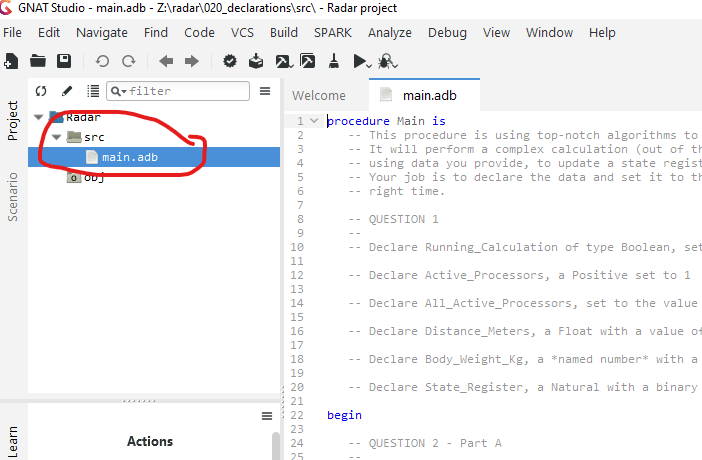 GNAT Studio - main.adb - Z:\radar\020_declarations\src\ - Radar project
File Edit Navigate Find Code VCS Build SPARK Analyze Debug View Window Help
filter
Project
Scenario
Learn
Radar
src
main.adb
obj
Actions
Welcome main.adb
1 procedure Main is
2 -- This procedure is using top-notch algorithms to
3 -- It will perform a complex calculation (out of th
4 -- using data you provide, to update a state regist
5 -- Your job is to declare the data and set it to th
6 -- right time.
7
8 -- QUESTION 1
9 --
10 -- Declare Running_Calculation of type Boolean, set
11
12 -- Declare Active_Processors, a Positive set to 1
13
14 -- Declare All_Active_Processors, set to the value
15
16 -- Declare Distance_Meters, a Float with a value of
17
18 -- Declare Body_Weight_Kg, a *named number* with a
19
20 -- Declare State_Register, a Natural with a binary
21
22 begin
23
24 -- QUESTION 2 - Part A
25 --